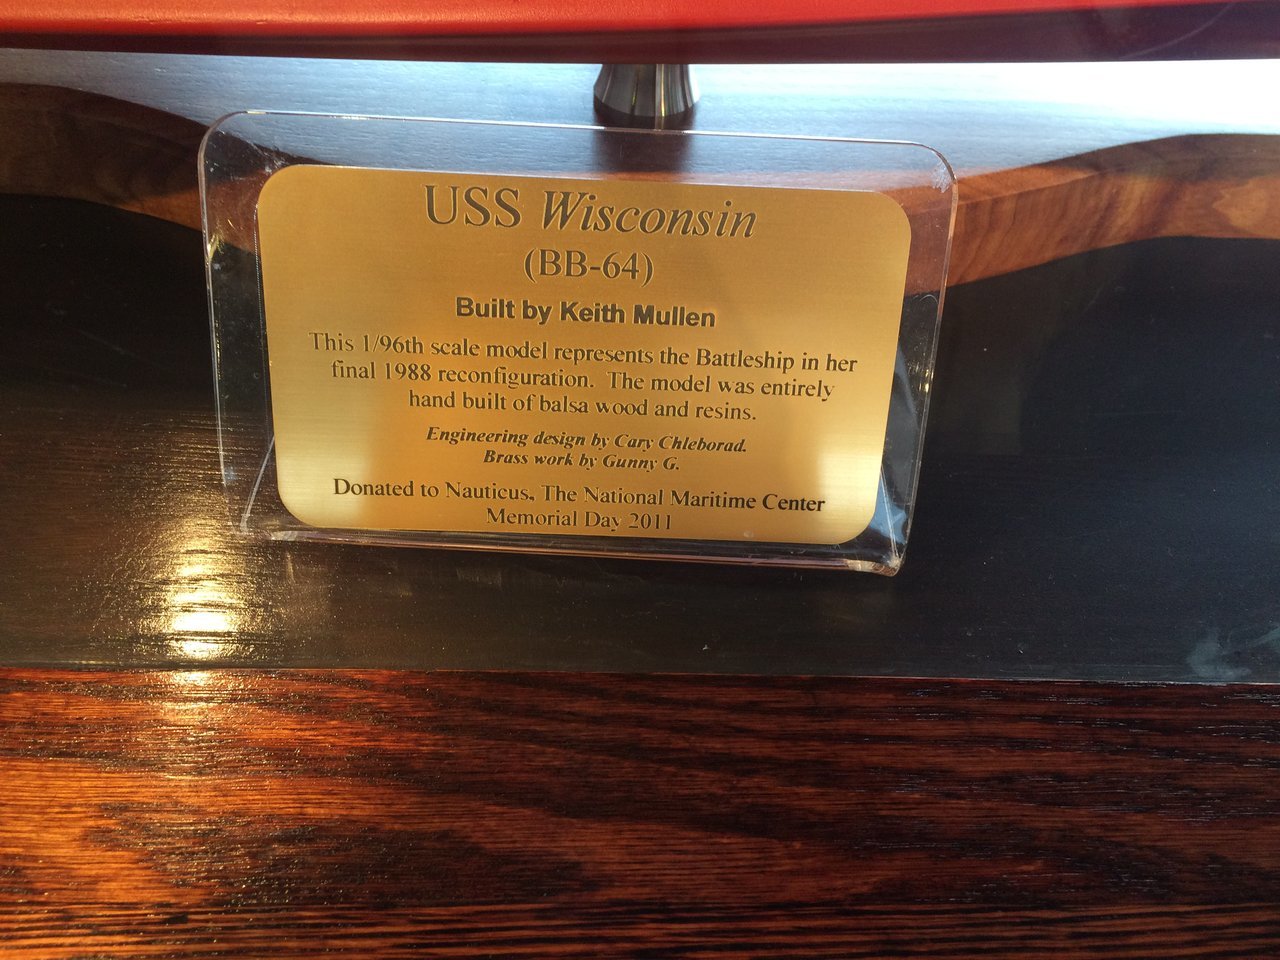 USS Wisconsin
(BB-64)
Built by Keith Mullen
This 1/96th scale model represents the Battleship in her
final 1988 reconfiguration. The model was entirely
hand built of balsa wood and resins.
Engineering design by Cary Chleborad.
Brass work by Gunny G.
Donated to Nauticus, The National Maritime Center
Memorial Day 2011